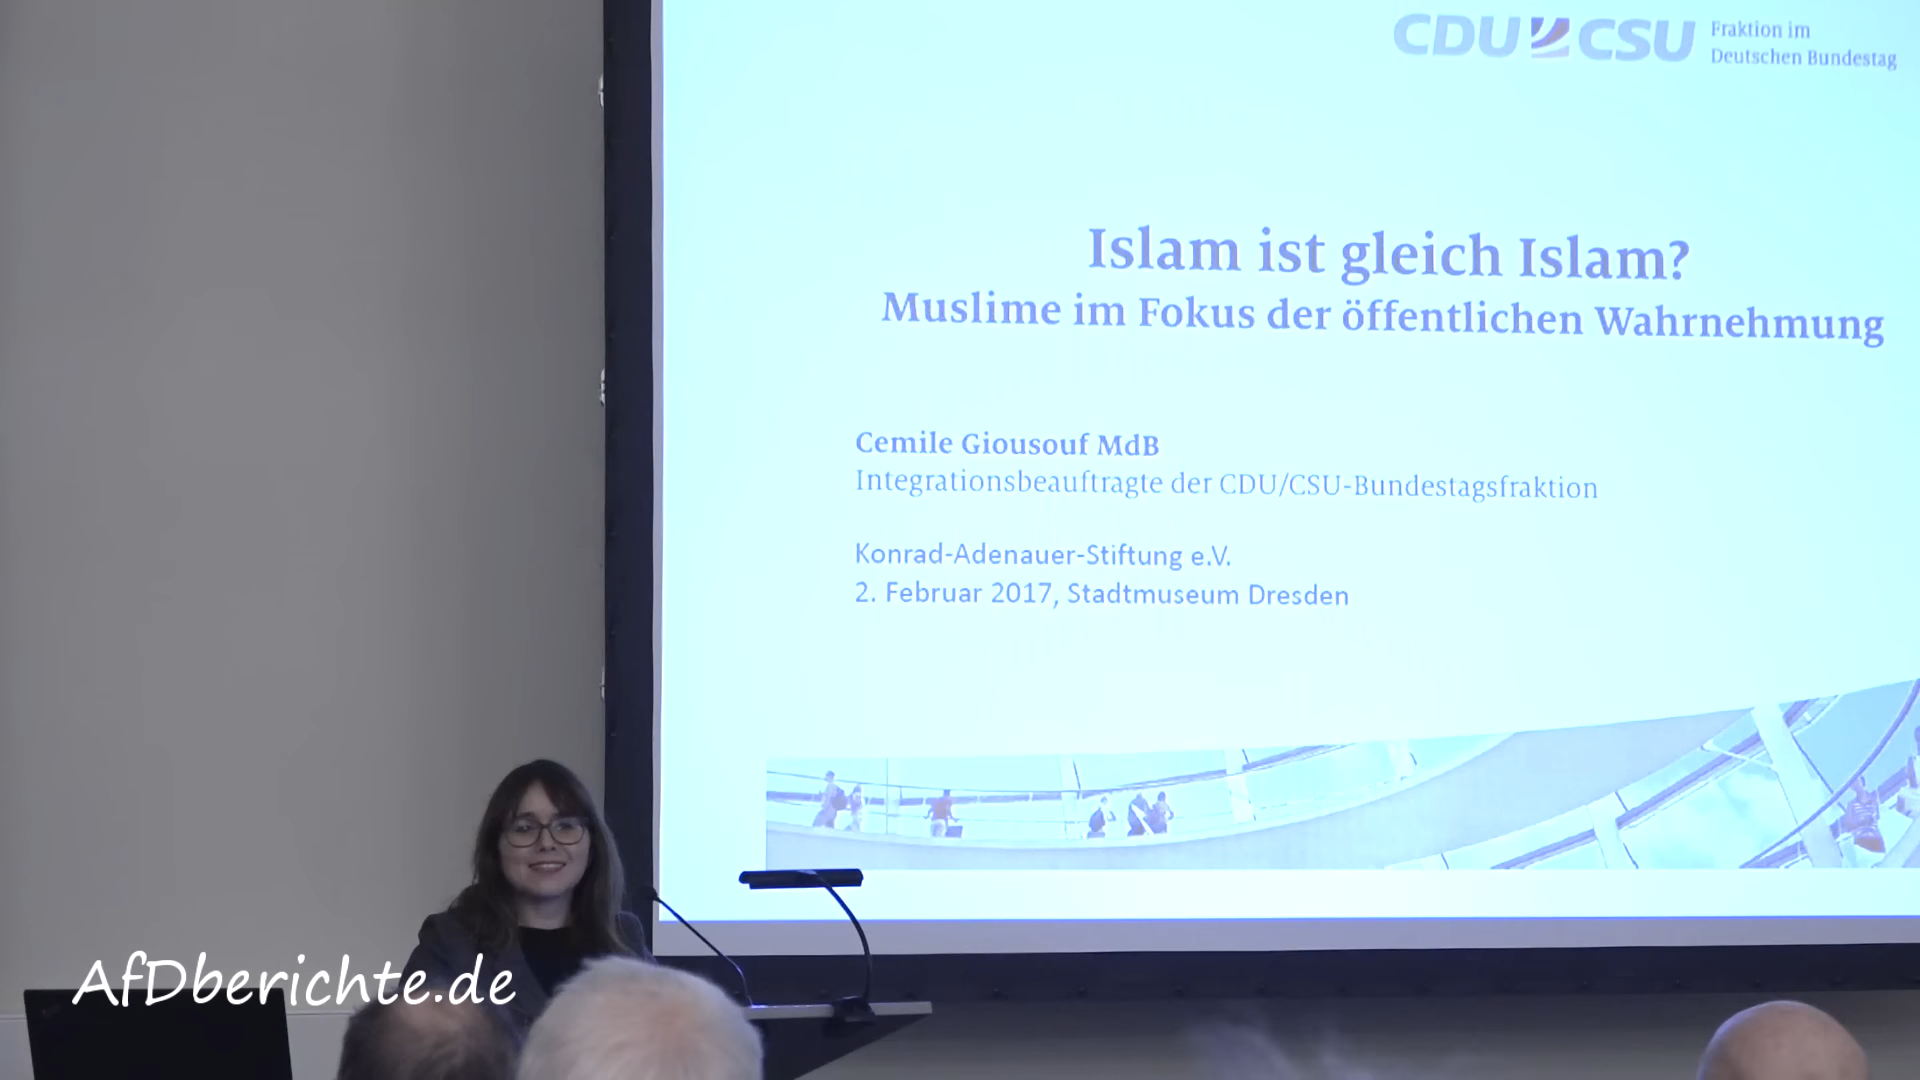 CDU CSU Fraktion im
Deutschen Bundestag
Islam ist gleich Islam?
Muslime im Fokus der öffentlichen Wahrnehmung
Cemile Giousouf MdB
Integrationsbeauftragte der CDU/CSU-Bundestagsfraktion
Konrad-Adenauer-Stiftung e.V.
2. Februar 2017, Stadtmuseum Dresden
AfDberichte.de